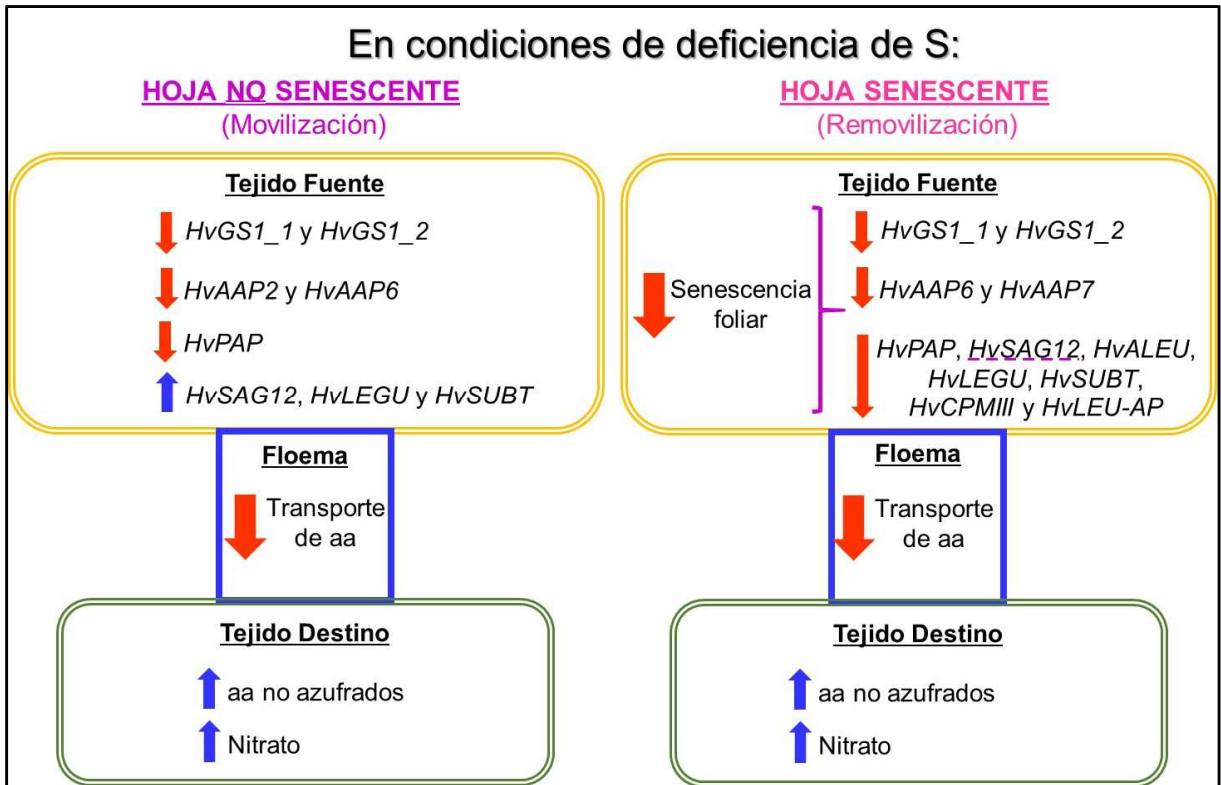 En condiciones de deficiencia de S:
HOJA NO SENESCENTE
(Movilización)
Tejido Fuente
HvGS1_1 y HvGS1_2
HvAAP2 y HvAAP6
HvPAP
HvSAG12, HvLEGU y HvSUBT
Floema
Transporte
de aa
Tejido Destino
aa no azufrados
Nitrato
HOJA SENESCENTE
(Removilización)
Tejido Fuente
Senescencia
foliar
HvGS1_1 y HvGS1_2
HvAAP6 y HvAAP7
HvPAP, HvSAG12, HvALEU,
HvLEGU, HvSUBT,
HvCPMIII y HvLEU-AP
Floema
Transporte
de aa
Tejido Destino
aa no azufrados
Nitrato